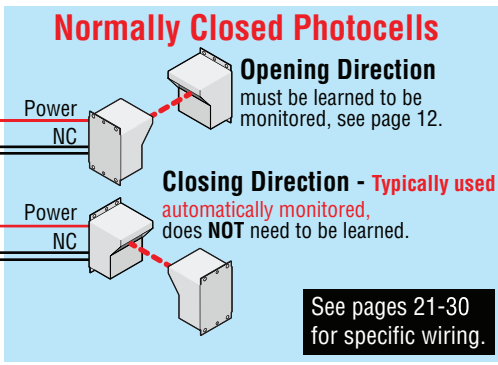 Normally Closed Photocells
Opening Direction
must be learned to be
monitored, see page 12.
Power
NC
Closing Direction - Typically used
automatically monitored,
does NOT need to be learned.
Power
NC
See pages 21-30
for specific wiring.